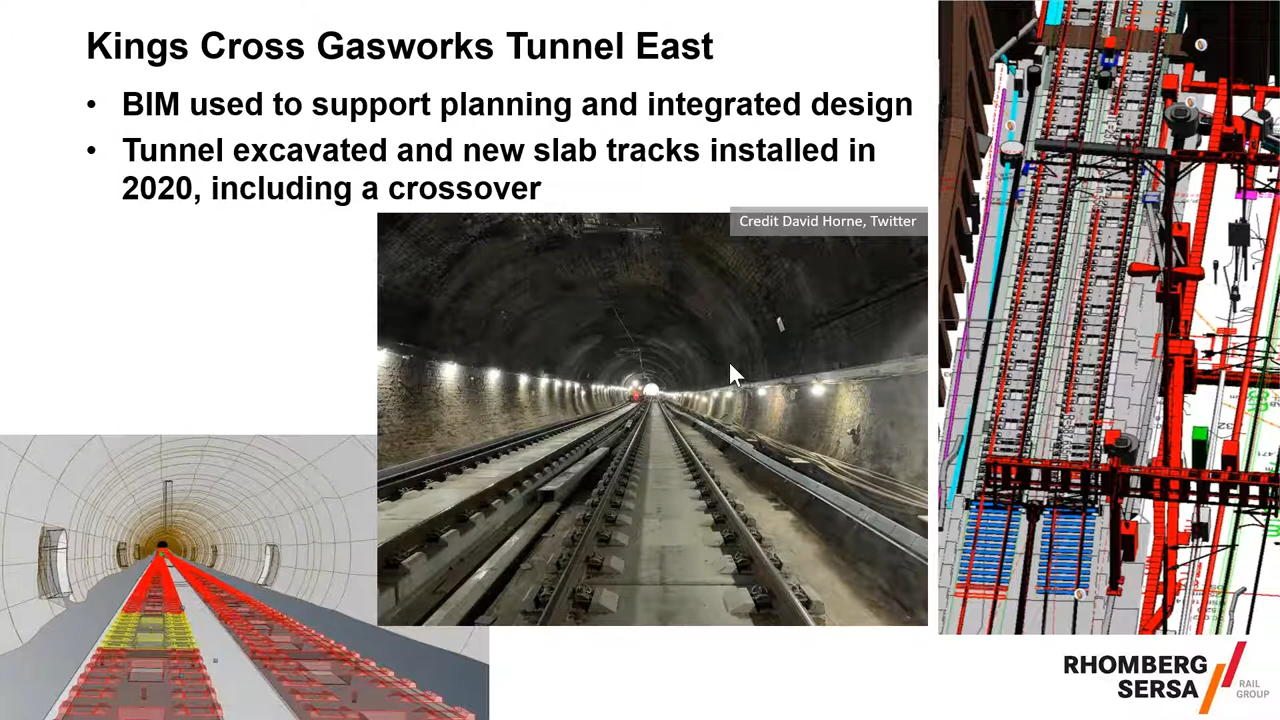 Kings Cross Gasworks Tunnel East
• BIM used to support planning and integrated design
• Tunnel excavated and new slab tracks installed in
2020, including a crossover
Credit David Horne, Twitter
RHOMBERG
SERSA
RAIL
GROUP